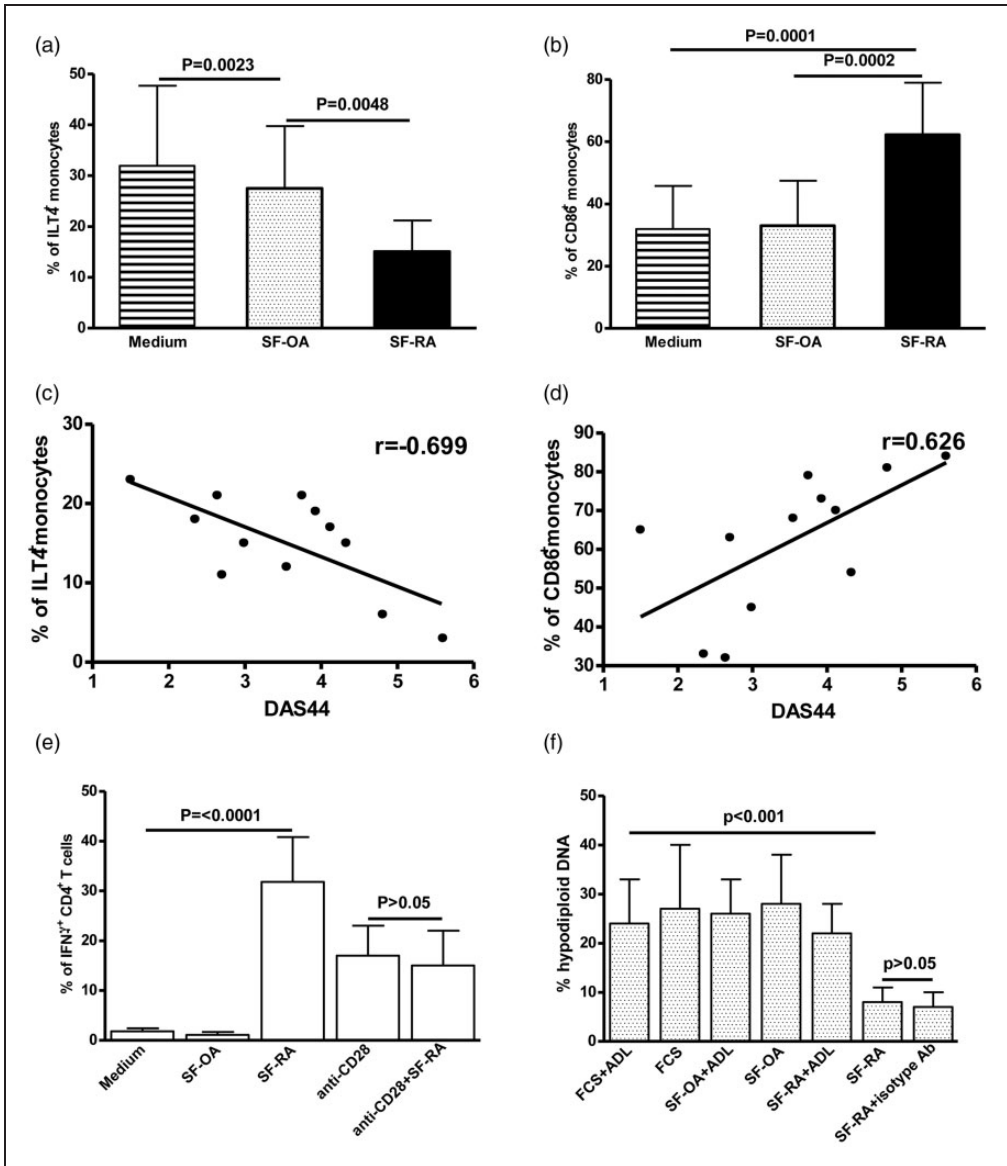 (a)
P=0.0023
P=0.0048
% of ILT4+ monocytes
50
40
30
20
10
0
Medium SF-OA SF-RA
(b)
P=0.0001
P=0.0002
% of CD86+ monocytes
80
60
40
20
0
Medium SF-OA SF-RA
(c)
r=-0.699
% of ILT4+monocytes
30
20
10
0
1 2 3 4 5 6
DAS44
(d)
r=0.626
% of CD86+monocytes
90
80
70
60
50
40
30
1 2 3 4 5 6
DAS44
(e)
P=<0.0001
P>0.05
% of IFNγ+ CD4+ T cells
50
40
30
20
10
0
Medium
SF-OA
SF-RA
anti-CD28
anti-CD28+SF-RA
(f)
p<0.001
p>0.05
% hypodiploid DNA
50
40
30
20
10
0
FCS+ADL
FCS
SF-OA+ADL
SF-OA
SF-RA+ADL
SF-RA
SF-RA+isotype Ab